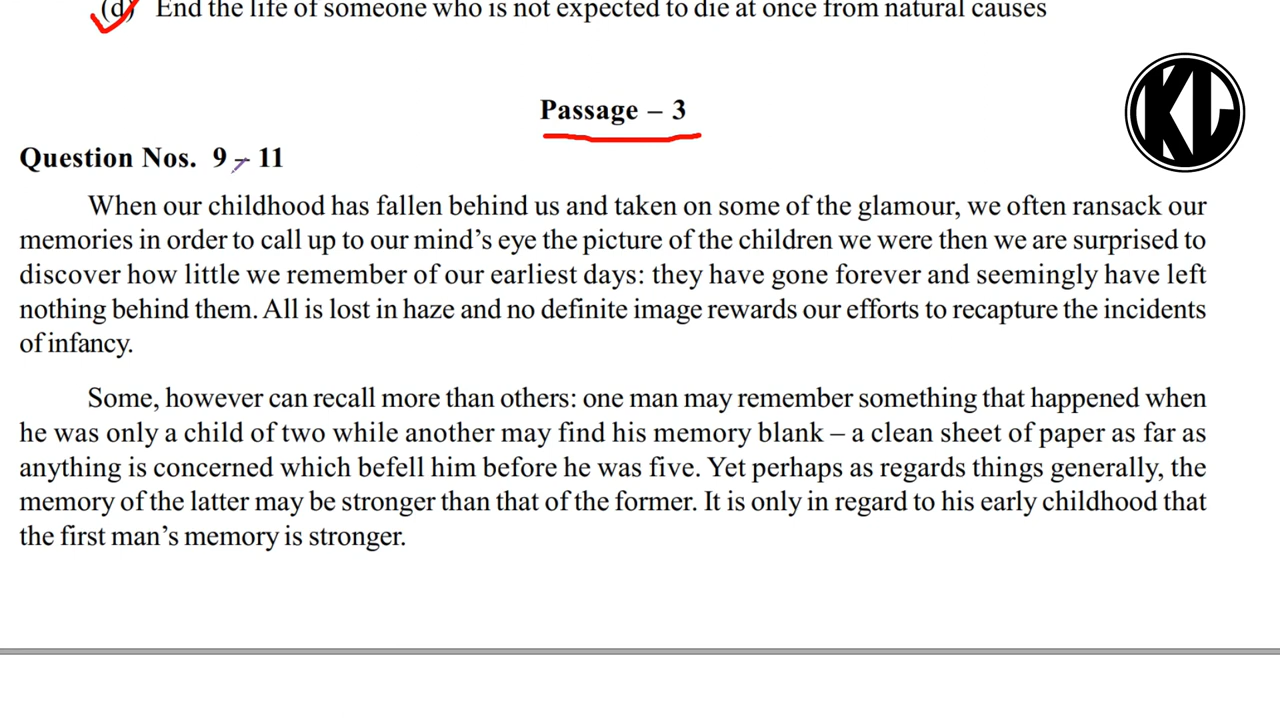 (d) End the life of someone who is not expected to die at once from natural causes
KL
Passage – 3
Question Nos. 9 – 11
When our childhood has fallen behind us and taken on some of the glamour, we often ransack our
memories in order to call up to our mind's eye the picture of the children we were then we are surprised to
discover how little we remember of our earliest days: they have gone forever and seemingly have left
nothing behind them. All is lost in haze and no definite image rewards our efforts to recapture the incidents
of infancy.
Some, however can recall more than others: one man may remember something that happened when
he was only a child of two while another may find his memory blank – a clean sheet of paper as far as
anything is concerned which befell him before he was five. Yet perhaps as regards things generally, the
memory of the latter may be stronger than that of the former. It is only in regard to his early childhood that
the first man's memory is stronger.